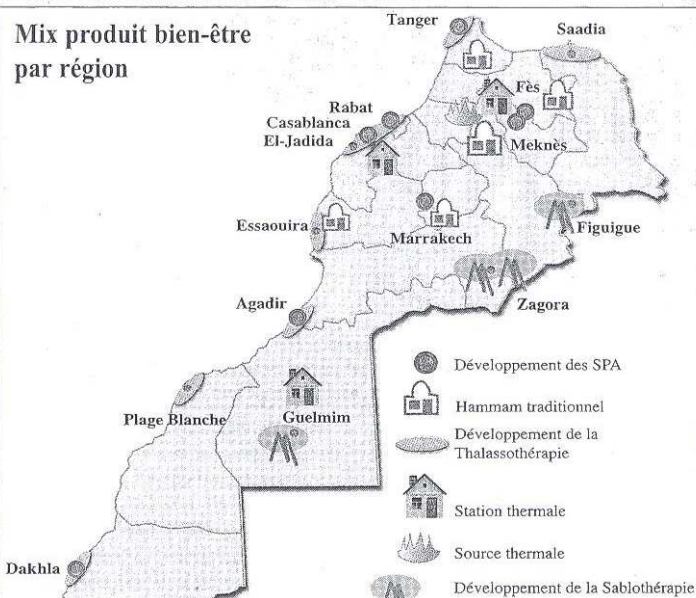 Mix produit bien-être
par région
Tanger
Saadia
Fès
Rabat
Casablanca
El-Jadida
Meknès
Essaouira
Marrakech
Figuigue
Zagora
Agadir
Plage Blanche
Guelmim
Dakhla
Développement des SPA
Hammam traditionnel
Développement de la
Thalassothérapie
Station thermale
Source thermale
Développement de la Sablothérapie